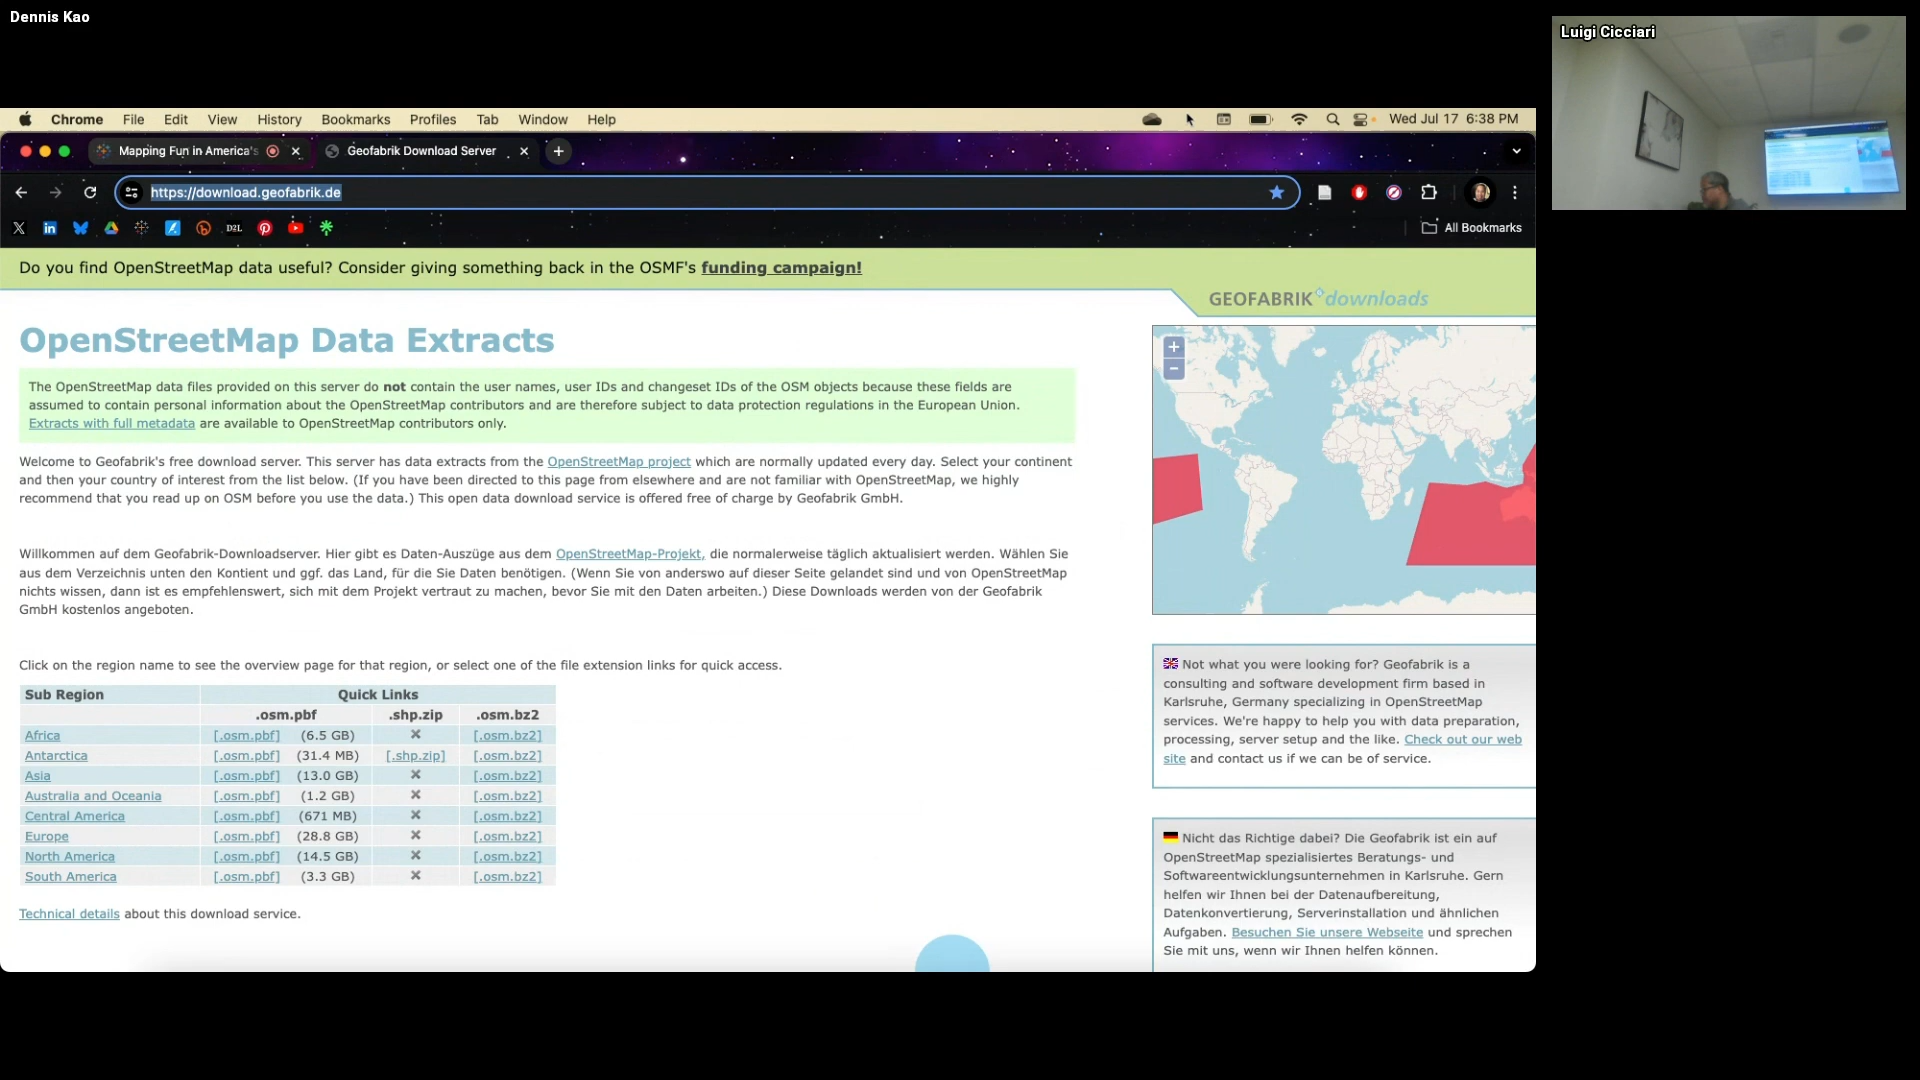 Dennis Kao
Luigi Cicciari
Chrome File Edit View History Bookmarks Profiles Tab Window Help
Wed Jul 17 6:38 PM
Mapping Fun in America's
Geofabrik Download Server
https://download.geofabrik.de
D2L
All Bookmarks
Do you find OpenStreetMap data useful? Consider giving something back in the OSMF's funding campaign!
GEOFABRIK downloads
OpenStreetMap Data Extracts
The OpenStreetMap data files provided on this server do not contain the user names, user IDs and changeset IDs of the OSM objects because these fields are
assumed to contain personal information about the OpenStreetMap contributors and are therefore subject to data protection regulations in the European Union.
Extracts with full metadata are available to OpenStreetMap contributors only.
Welcome to Geofabrik's free download server. This server has data extracts from the OpenStreetMap project which are normally updated every day. Select your continent
and then your country of interest from the list below. (If you have been directed to this page from elsewhere and are not familiar with OpenStreetMap, we highly
recommend that you read up on OSM before you use the data.) This open data download service is offered free of charge by Geofabrik GmbH.
Willkommen auf dem Geofabrik-Downloadserver. Hier gibt es Daten-Auszüge aus dem OpenStreetMap-Projekt, die normalerweise täglich aktualisiert werden. Wählen Sie
aus dem Verzeichnis unten den Kontient und ggf. das Land, für die Sie Daten benötigen. (Wenn Sie von anderswo auf dieser Seite gelandet sind und von OpenStreetMap
nichts wissen, dann ist es empfehlenswert, sich mit dem Projekt vertraut zu machen, bevor Sie mit den Daten arbeiten.) Diese Downloads werden von der Geofabrik
GmbH kostenlos angeboten.
Click on the region name to see the overview page for that region, or select one of the file extension links for quick access.
Sub Region Quick Links
.osm.pbf .shp.zip .osm.bz2
Africa [.osm.pbf] (6.5 GB) ✕ [.osm.bz2]
Antarctica [.osm.pbf] (31.4 MB) [.shp.zip] [.osm.bz2]
Asia [.osm.pbf] (13.0 GB) ✕ [.osm.bz2]
Australia and Oceania [.osm.pbf] (1.2 GB) ✕ [.osm.bz2]
Central America [.osm.pbf] (671 MB) ✕ [.osm.bz2]
Europe [.osm.pbf] (28.8 GB) ✕ [.osm.bz2]
North America [.osm.pbf] (14.5 GB) ✕ [.osm.bz2]
South America [.osm.pbf] (3.3 GB) ✕ [.osm.bz2]
Technical details about this download service.
Not what you were looking for? Geofabrik is a
consulting and software development firm based in
Karlsruhe, Germany specializing in OpenStreetMap
services. We're happy to help you with data preparation,
processing, server setup and the like. Check out our web
site and contact us if we can be of service.
Nicht das Richtige dabei? Die Geofabrik ist ein auf
OpenStreetMap spezialisiertes Beratungs- und
Softwareentwicklungsunternehmen in Karlsruhe. Gern
helfen wir Ihnen bei der Datenaufbereitung,
Datenkonvertierung, Serverinstallation und ähnlichen
Aufgaben. Besuchen Sie unsere Webseite und sprechen
Sie mit uns, wenn wir Ihnen helfen können.